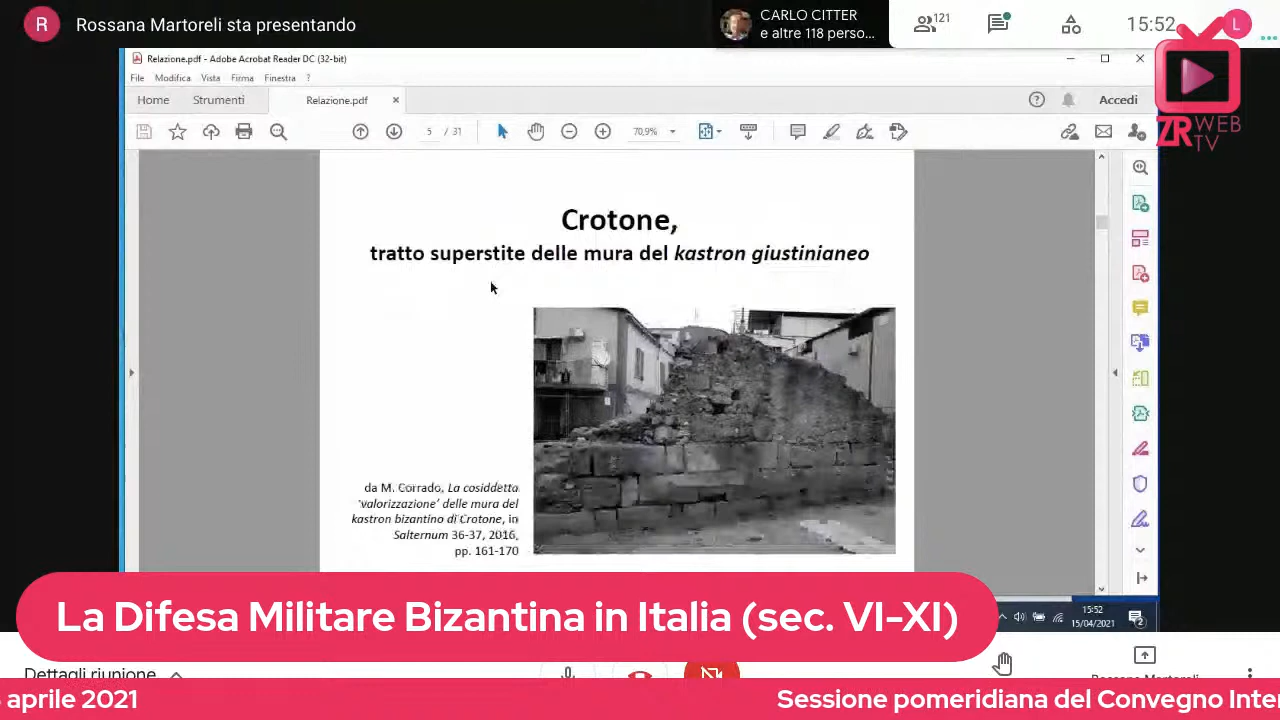 R
Rossana Martoreli sta presentando
CARLO CITTER
e altre 118 perso...
121
15:52
L
ZR WEB
TV
Relazione.pdf - Adobe Acrobat Reader DC (32-bit)
File Modifica Vista Firma Finestra ?
Home Strumenti Relazione.pdf × Accedi
5 / 31
70,9%
Crotone,
tratto superstite delle mura del kastron giustinianeo
da M. Corrado, La cosiddetta
'valorizzazione' delle mura del
kastron bizantino di Crotone, in
Salternum 36-37, 2016,
pp. 161-170
La Difesa Militare Bizantina in Italia (sec. VI-XI)
15:52
15/04/2021
2
Dettagli riunione
Rossana Martoreli
aprile 2021
Sessione pomeridiana del Convegno Inter